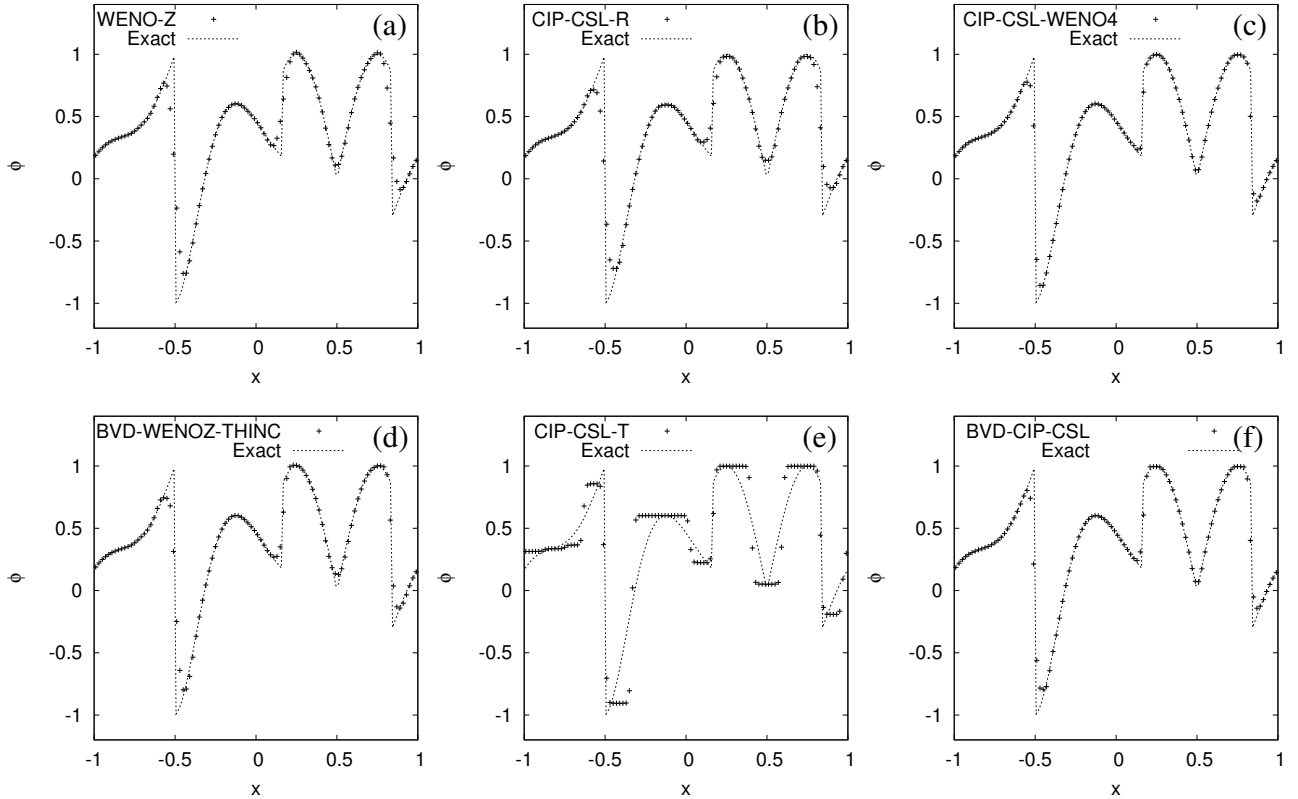 WENO-Z
Exact
(a)
1
0.5
0
-0.5
-1
ϕ
-1 -0.5 0 0.5 1
x
CIP-CSL-R
Exact
(b)
1
0.5
0
-0.5
-1
ϕ
-1 -0.5 0 0.5 1
x
CIP-CSL-WENO4
Exact
(c)
1
0.5
0
-0.5
-1
ϕ
-1 -0.5 0 0.5 1
x
BVD-WENOZ-THINC
Exact
(d)
1
0.5
0
-0.5
-1
ϕ
-1 -0.5 0 0.5 1
x
CIP-CSL-T
Exact
(e)
1
0.5
0
-0.5
-1
ϕ
-1 -0.5 0 0.5 1
x
BVD-CIP-CSL
Exact
(f)
1
0.5
0
-0.5
-1
ϕ
-1 -0.5 0 0.5 1
x